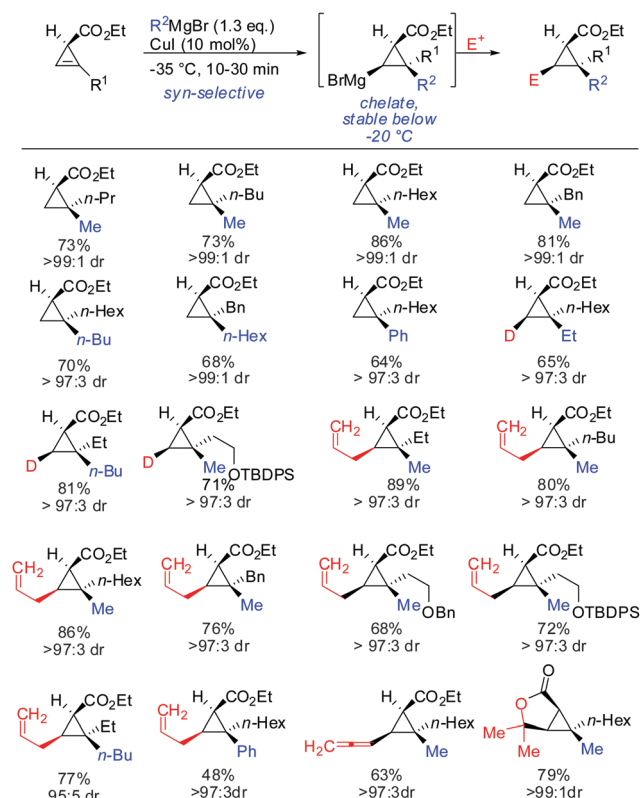 H CO2Et
R1
R2MgBr (1.3 eq.)
CuI (10 mol%)
-35 °C, 10-30 min
syn-selective
H CO2Et
R1
BrMg R2
chelate,
stable below
-20 °C
E+
H CO2Et
R1
E R2
H CO2Et
n-Pr
Me
73%
>99:1 dr
H CO2Et
n-Bu
Me
73%
>99:1 dr
H CO2Et
n-Hex
Me
86%
>99:1 dr
H CO2Et
Bn
Me
81%
>99:1 dr
H CO2Et
n-Hex
n-Bu
70%
> 97:3 dr
H CO2Et
Bn
n-Hex
68%
>99:1 dr
H CO2Et
n-Hex
Ph
64%
> 97:3 dr
H CO2Et
n-Hex
D Et
65%
> 97:3 dr
H CO2Et
Et
D n-Bu
81%
> 97:3 dr
H CO2Et
D Me
OTBDPS
71%
> 97:3 dr
H CO2Et
CH2
Et
Me
89%
> 97:3 dr
H CO2Et
CH2
n-Bu
Me
80%
> 97:3 dr
H CO2Et
CH2
n-Hex
Me
86%
>97:3 dr
H CO2Et
CH2
Bn
Me
76%
>97:3 dr
H CO2Et
CH2
Me
OBn
68%
> 97:3 dr
H CO2Et
CH2
Me
OTBDPS
72%
> 97:3 dr
H CO2Et
CH2
Et
n-Bu
77%
95:5 dr
H CO2Et
CH2
n-Hex
Ph
48%
>97:3dr
H CO2Et
n-Hex
H2C
Me
63%
>97:3dr
O
O
n-Hex
Me
Me
Me
79%
>99:1dr